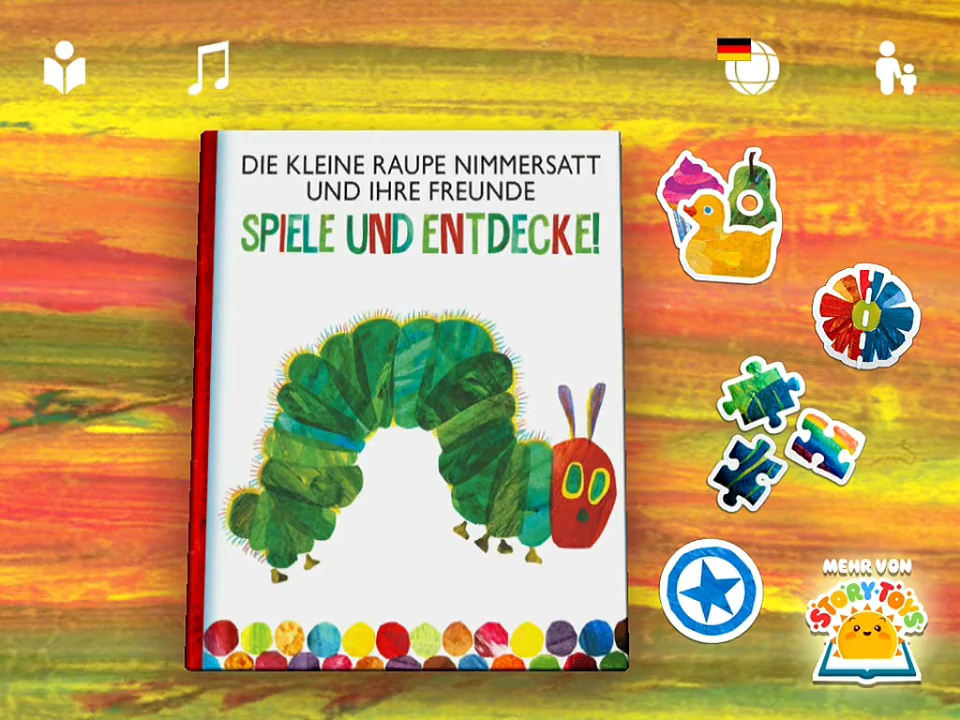 DIE KLEINE RAUPE NIMMERSATT
UND IHRE FREUNDE
SPIELE UND ENTDECKE!
MEHR VON
STORY TOYS